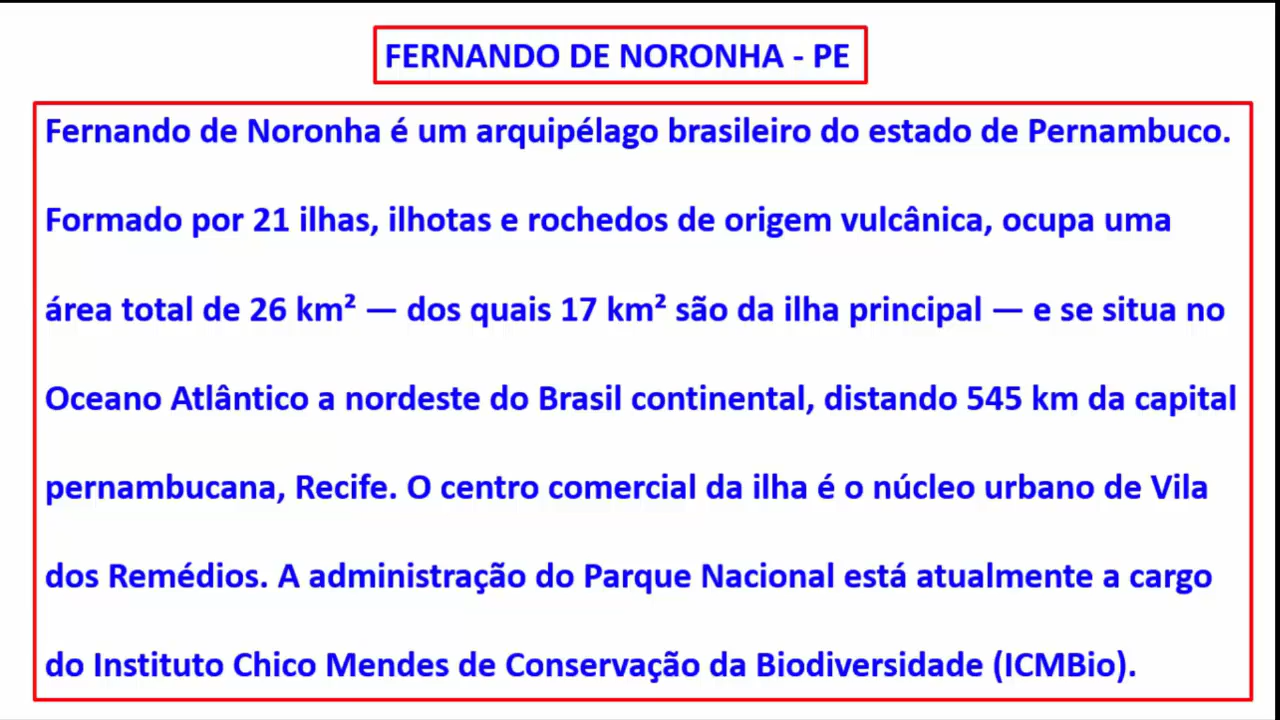 FERNANDO DE NORONHA - PE
Fernando de Noronha é um arquipélago brasileiro do estado de Pernambuco.
Formado por 21 ilhas, ilhotas e rochedos de origem vulcânica, ocupa uma
área total de 26 km² — dos quais 17 km² são da ilha principal — e se situa no
Oceano Atlântico a nordeste do Brasil continental, distando 545 km da capital
pernambucana, Recife. O centro comercial da ilha é o núcleo urbano de Vila
dos Remédios. A administração do Parque Nacional está atualmente a cargo
do Instituto Chico Mendes de Conservação da Biodiversidade (ICMBio).